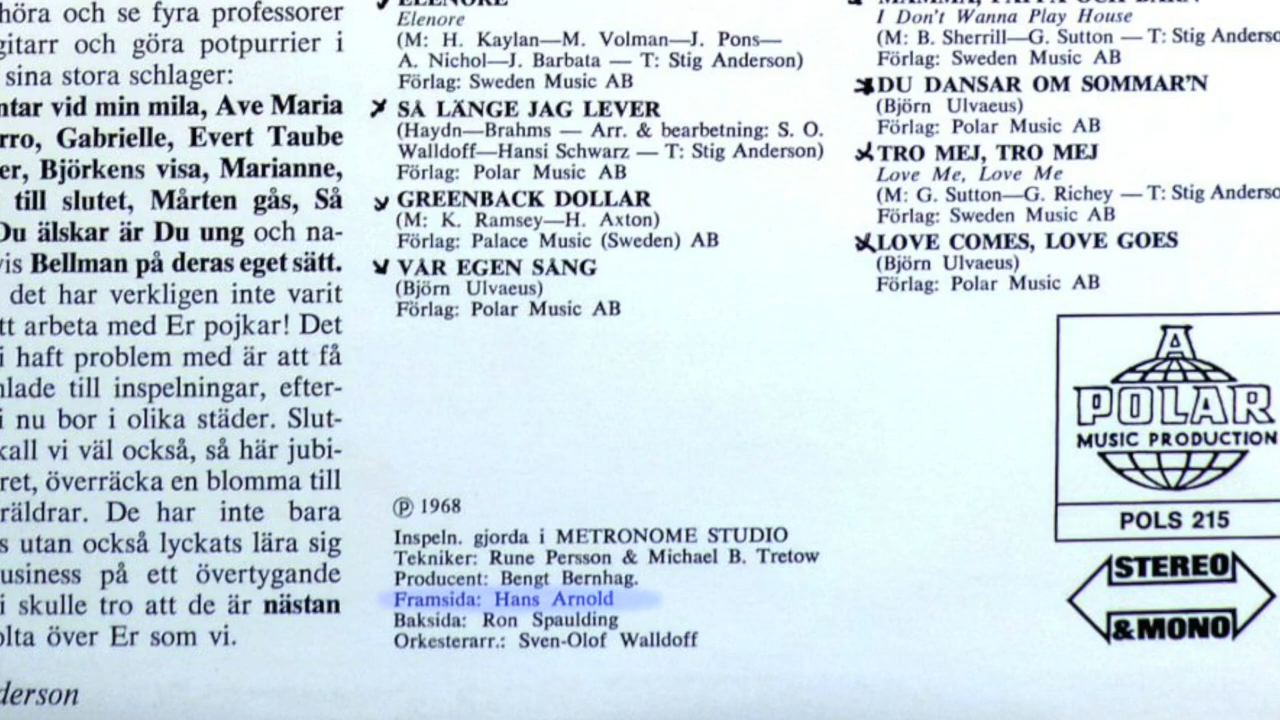 höra och se fyra professorer
gitarr och göra potpurrier i
sina stora schlager:
ntar vid min mila, Ave Maria
rro, Gabrielle, Evert Taube
er, Björkens visa, Marianne,
till slutet, Mårten gås, Så
Du älskar är Du ung och na-
vis Bellman på deras eget sätt.
det har verkligen inte varit
tt arbeta med Er pojkar! Det
i haft problem med är att få
nlade till inspelningar, efter-
i nu bor i olika städer. Slut-
kall vi väl också, så här jubi-
ret, överräcka en blomma till
räldrar. De har inte bara
s utan också lyckats lära sig
usiness på ett övertygande
i skulle tro att de är nästan
olta över Er som vi.
derson
ELENORE
Elenore
(M: H. Kaylan—M. Volman—J. Pons—
A. Nichol—J. Barbata — T: Stig Anderson)
Förlag: Sweden Music AB
SÅ LÄNGE JAG LEVER
(Haydn—Brahms — Arr. & bearbetning: S. O.
Walldoff—Hansi Schwarz — T: Stig Anderson)
Förlag: Polar Music AB
GREENBACK DOLLAR
(M: K. Ramsey—H. Axton)
Förlag: Palace Music (Sweden) AB
VÅR EGEN SÅNG
(Björn Ulvaeus)
Förlag: Polar Music AB
℗ 1968
Inspeln. gjorda i METRONOME STUDIO
Tekniker: Rune Persson & Michael B. Tretow
Producent: Bengt Bernhag.
Framsida: Hans Arnold
Baksida: Ron Spaulding
Orkesterarr.: Sven-Olof Walldoff
MAMMA, PAPPA OCH BARN
I Don't Wanna Play House
(M: B. Sherrill—G. Sutton — T: Stig Anderso
Förlag: Sweden Music AB
DU DANSAR OM SOMMAR'N
(Björn Ulvaeus)
Förlag: Polar Music AB
TRO MEJ, TRO MEJ
Love Me, Love Me
(M: G. Sutton—G. Richey — T: Stig Anderso
Förlag: Sweden Music AB
LOVE COMES, LOVE GOES
(Björn Ulvaeus)
Förlag: Polar Music AB
A
POLAR
MUSIC PRODUCTION
POLS 215
STEREO
&MONO